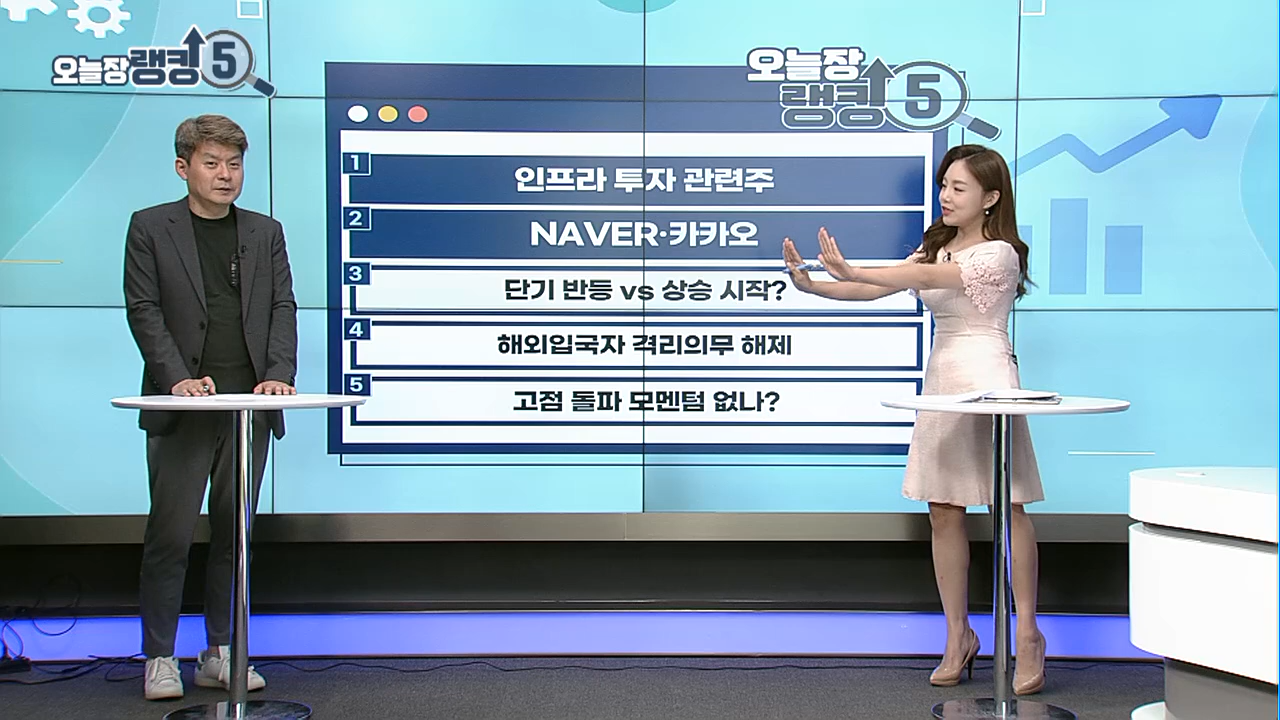 오늘장 랭킹 5
오늘장
랭킹 5
1 인프라 투자 관련주
2 NAVER·카카오
3 단기 반등 vs 상승 시작?
4 해외입국자 격리의무 해제
5 고점 돌파 모멘텀 없나?